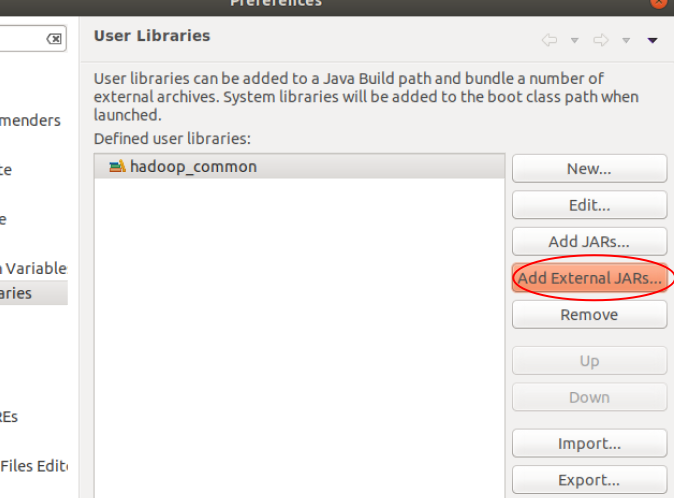 Preferences
User Libraries
User libraries can be added to a Java Build path and bundle a number of
external archives. System libraries will be added to the boot class path when
launched.
Defined user libraries:
hadoop_common
New...
Edit...
Add JARs...
Add External JARs...
Remove
Up
Down
Import...
Export...
menders
te
e
n Variable
aries
REs
Files Edit